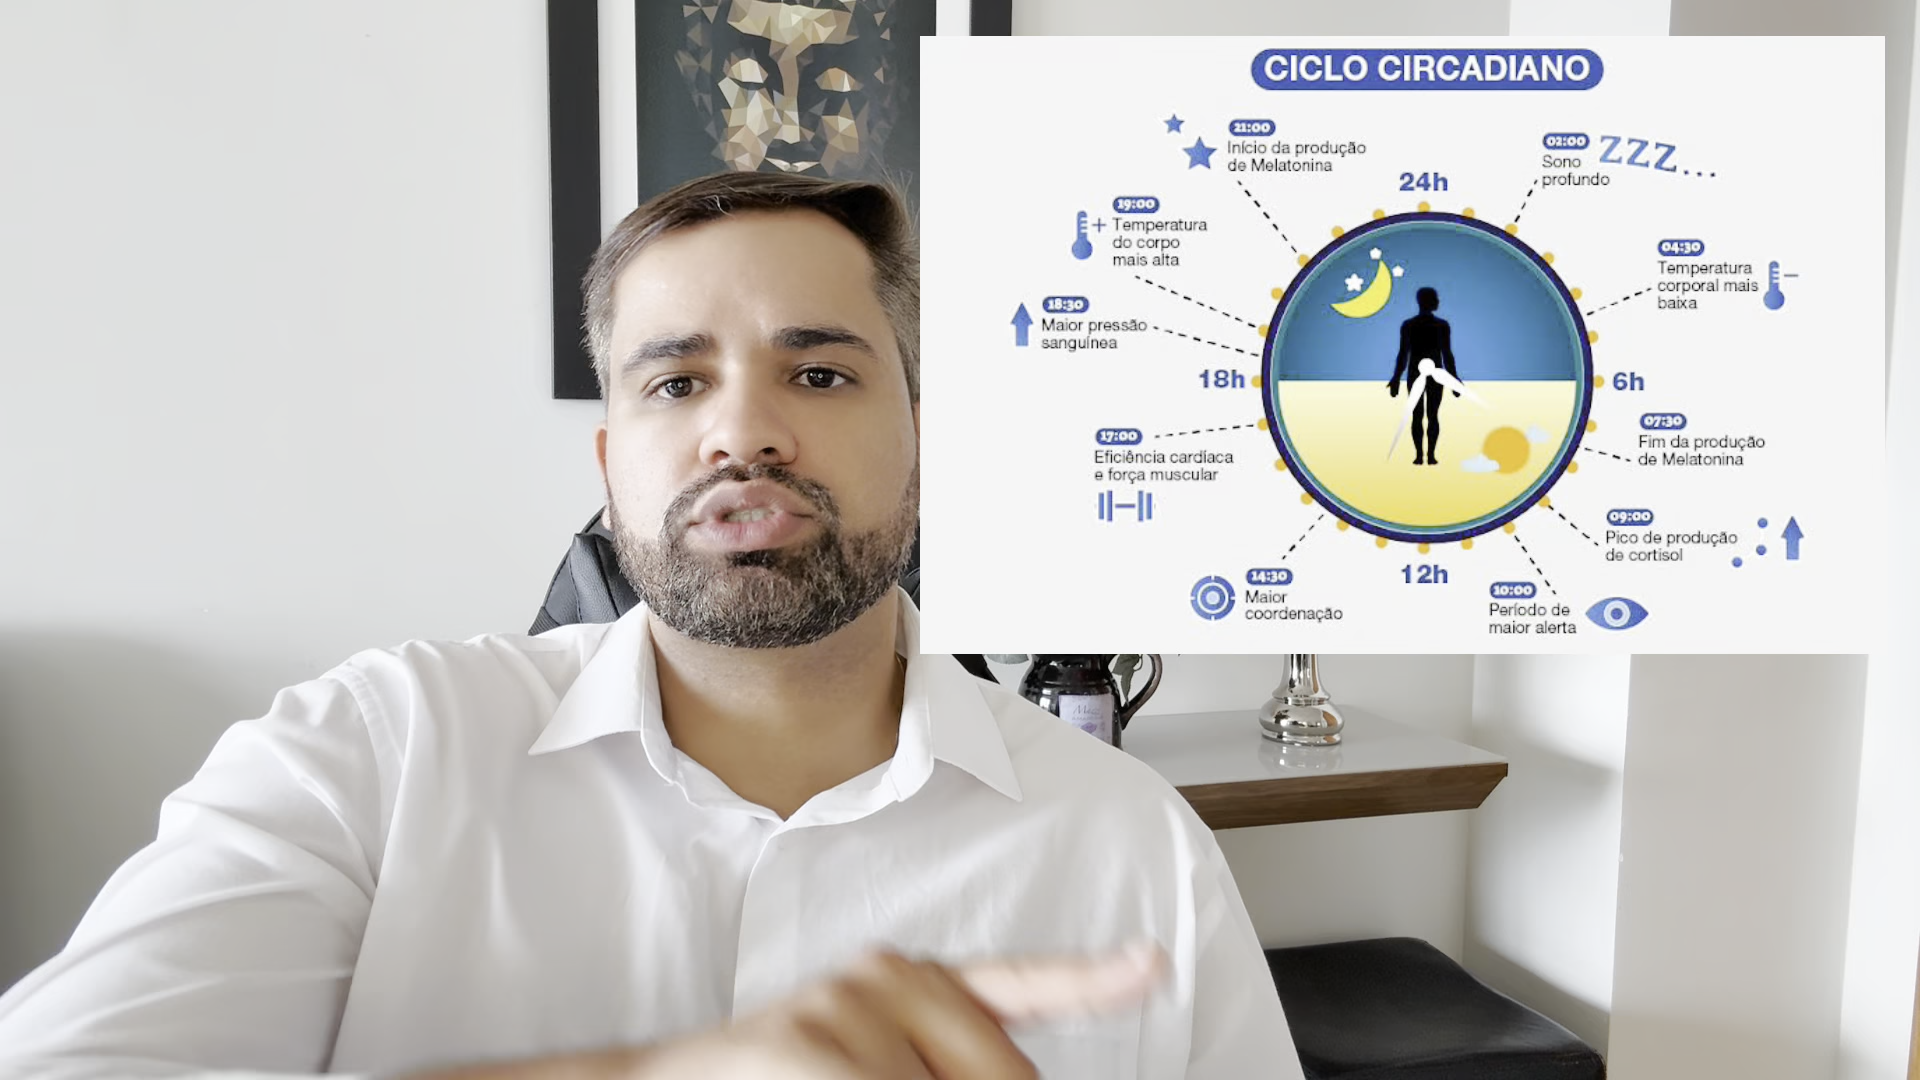 CICLO CIRCADIANO
21:00
Início da produção
de Melatonina
02:00
Sono
profundo
ZZZ...
24h
19:00
Temperatura
do corpo
mais alta
04:30
Temperatura
corporal mais
baixa
18:30
Maior pressão
sanguínea
18h
6h
07:30
Fim da produção
de Melatonina
17:00
Eficiência cardíaca
e força muscular
09:00
Pico de produção
de cortisol
12h
14:30
Maior
coordenação
10:00
Período de
maior alerta